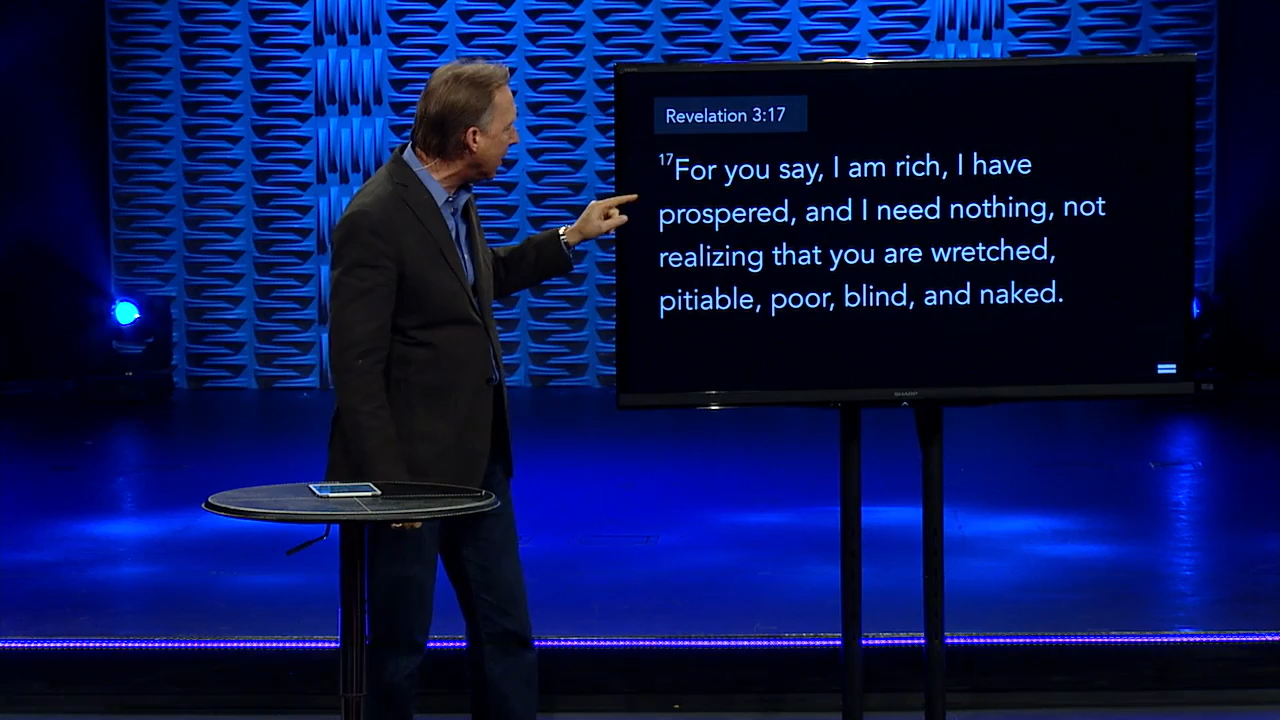 Revelation 3:17
17For you say, I am rich, I have
prospered, and I need nothing, not
realizing that you are wretched,
pitiable, poor, blind, and naked.
SHARP